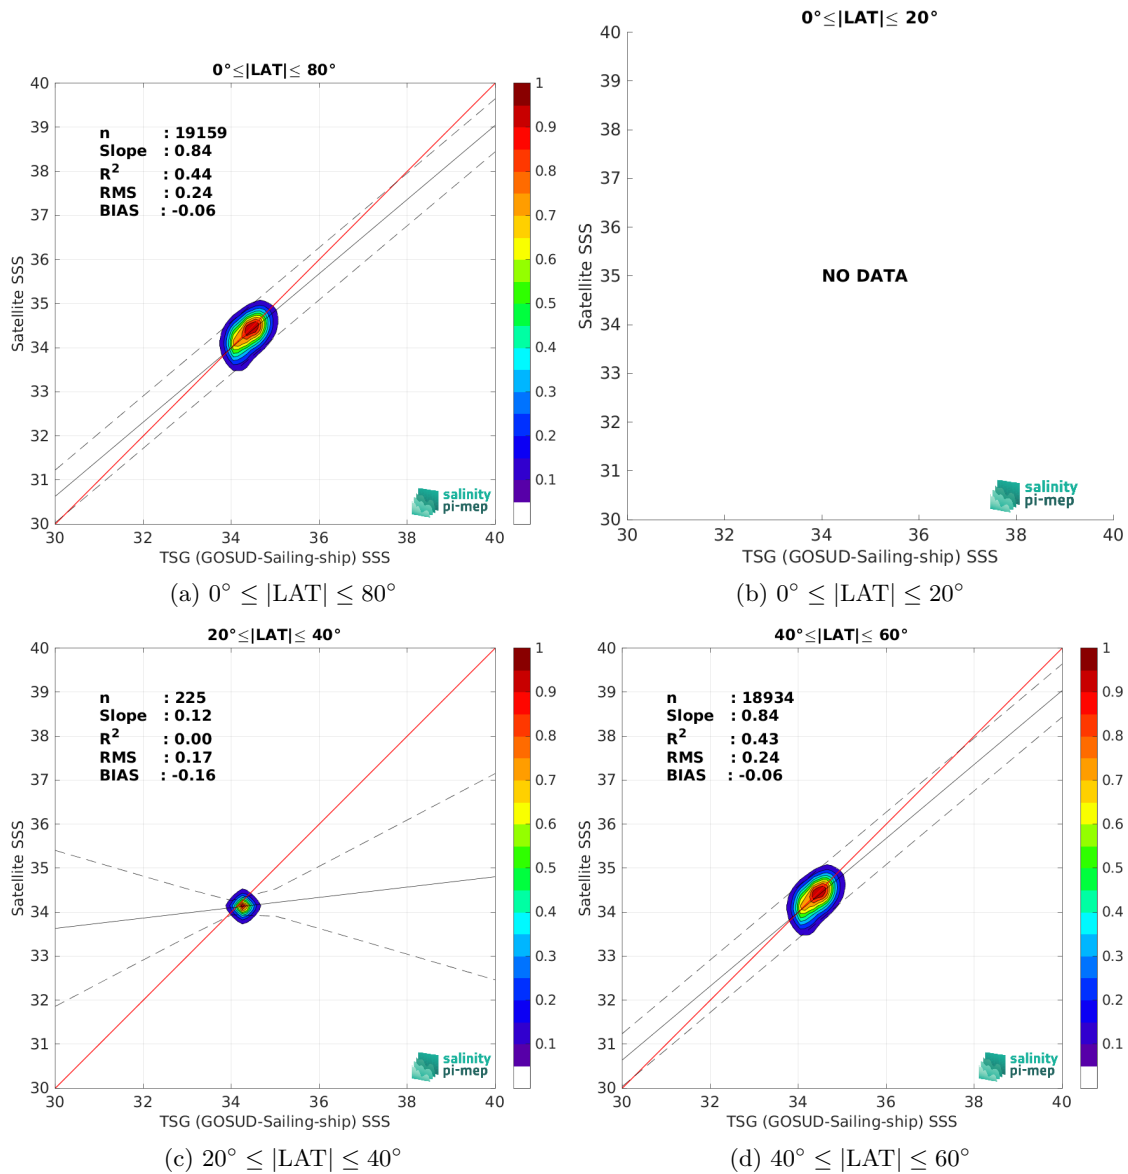 0°≤|LAT|≤ 80°
40
39
38
37
36
35
34
33
32
31
30
Satellite SSS
n : 19159
Slope : 0.84
R2 : 0.44
RMS : 0.24
BIAS : -0.06
salinity
pi-mep
1
0.9
0.8
0.7
0.6
0.5
0.4
0.3
0.2
0.1
30 32 34 36 38 40
TSG (GOSUD-Sailing-ship) SSS
(a) 0° ≤ |LAT| ≤ 80°
0°≤|LAT|≤ 20°
40
39
38
37
36
35
34
33
32
31
30
Satellite SSS
NO DATA
salinity
pi-mep
30 32 34 36 38 40
TSG (GOSUD-Sailing-ship) SSS
(b) 0° ≤ |LAT| ≤ 20°
20°≤|LAT|≤ 40°
40
39
38
37
36
35
34
33
32
31
30
Satellite SSS
n : 225
Slope : 0.12
R2 : 0.00
RMS : 0.17
BIAS : -0.16
salinity
pi-mep
1
0.9
0.8
0.7
0.6
0.5
0.4
0.3
0.2
0.1
30 32 34 36 38 40
TSG (GOSUD-Sailing-ship) SSS
(c) 20° ≤ |LAT| ≤ 40°
40°≤|LAT|≤ 60°
40
39
38
37
36
35
34
33
32
31
30
Satellite SSS
n : 18934
Slope : 0.84
R2 : 0.43
RMS : 0.24
BIAS : -0.06
salinity
pi-mep
1
0.9
0.8
0.7
0.6
0.5
0.4
0.3
0.2
0.1
30 32 34 36 38 40
TSG (GOSUD-Sailing-ship) SSS
(d) 40° ≤ |LAT| ≤ 60°